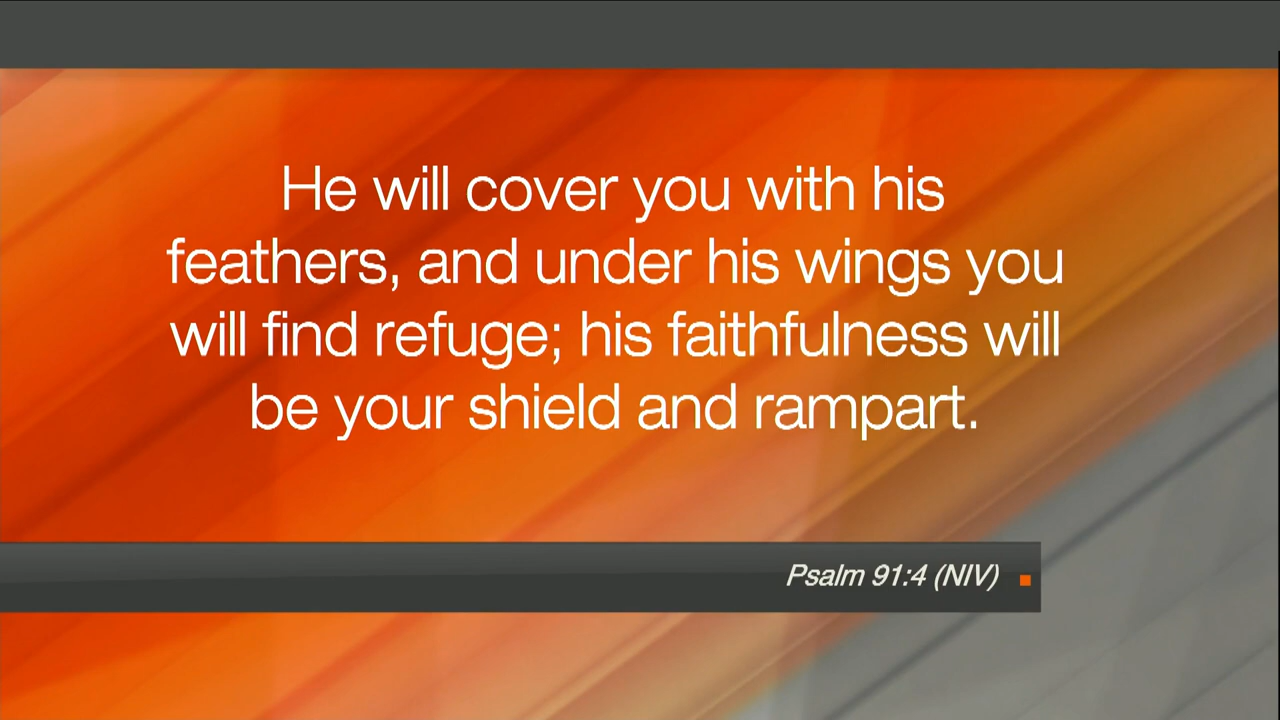 He will cover you with his
feathers, and under his wings you
will find refuge; his faithfulness will
be your shield and rampart.
Psalm 91:4 (NIV)